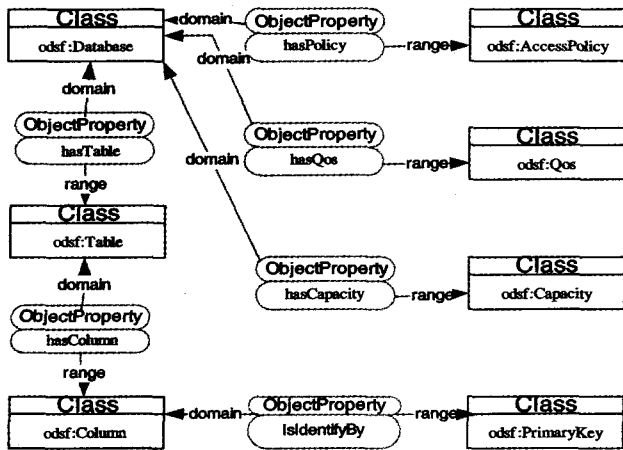 Class
odsf:Database
domain
ObjectProperty
hasPolicy
range
Class
odsf:AccessPolicy
domain
domain
ObjectProperty
hasTable
range
ObjectProperty
hasQos
range
Class
odsf:Qos
domain
Class
odsf:Table
domain
ObjectProperty
hasCapacity
range
Class
odsf:Capacity
ObjectProperty
hasColumn
range
Class
odsf:Column
domain
ObjectProperty
IsIdentifyBy
range
Class
odsf:PrimaryKey